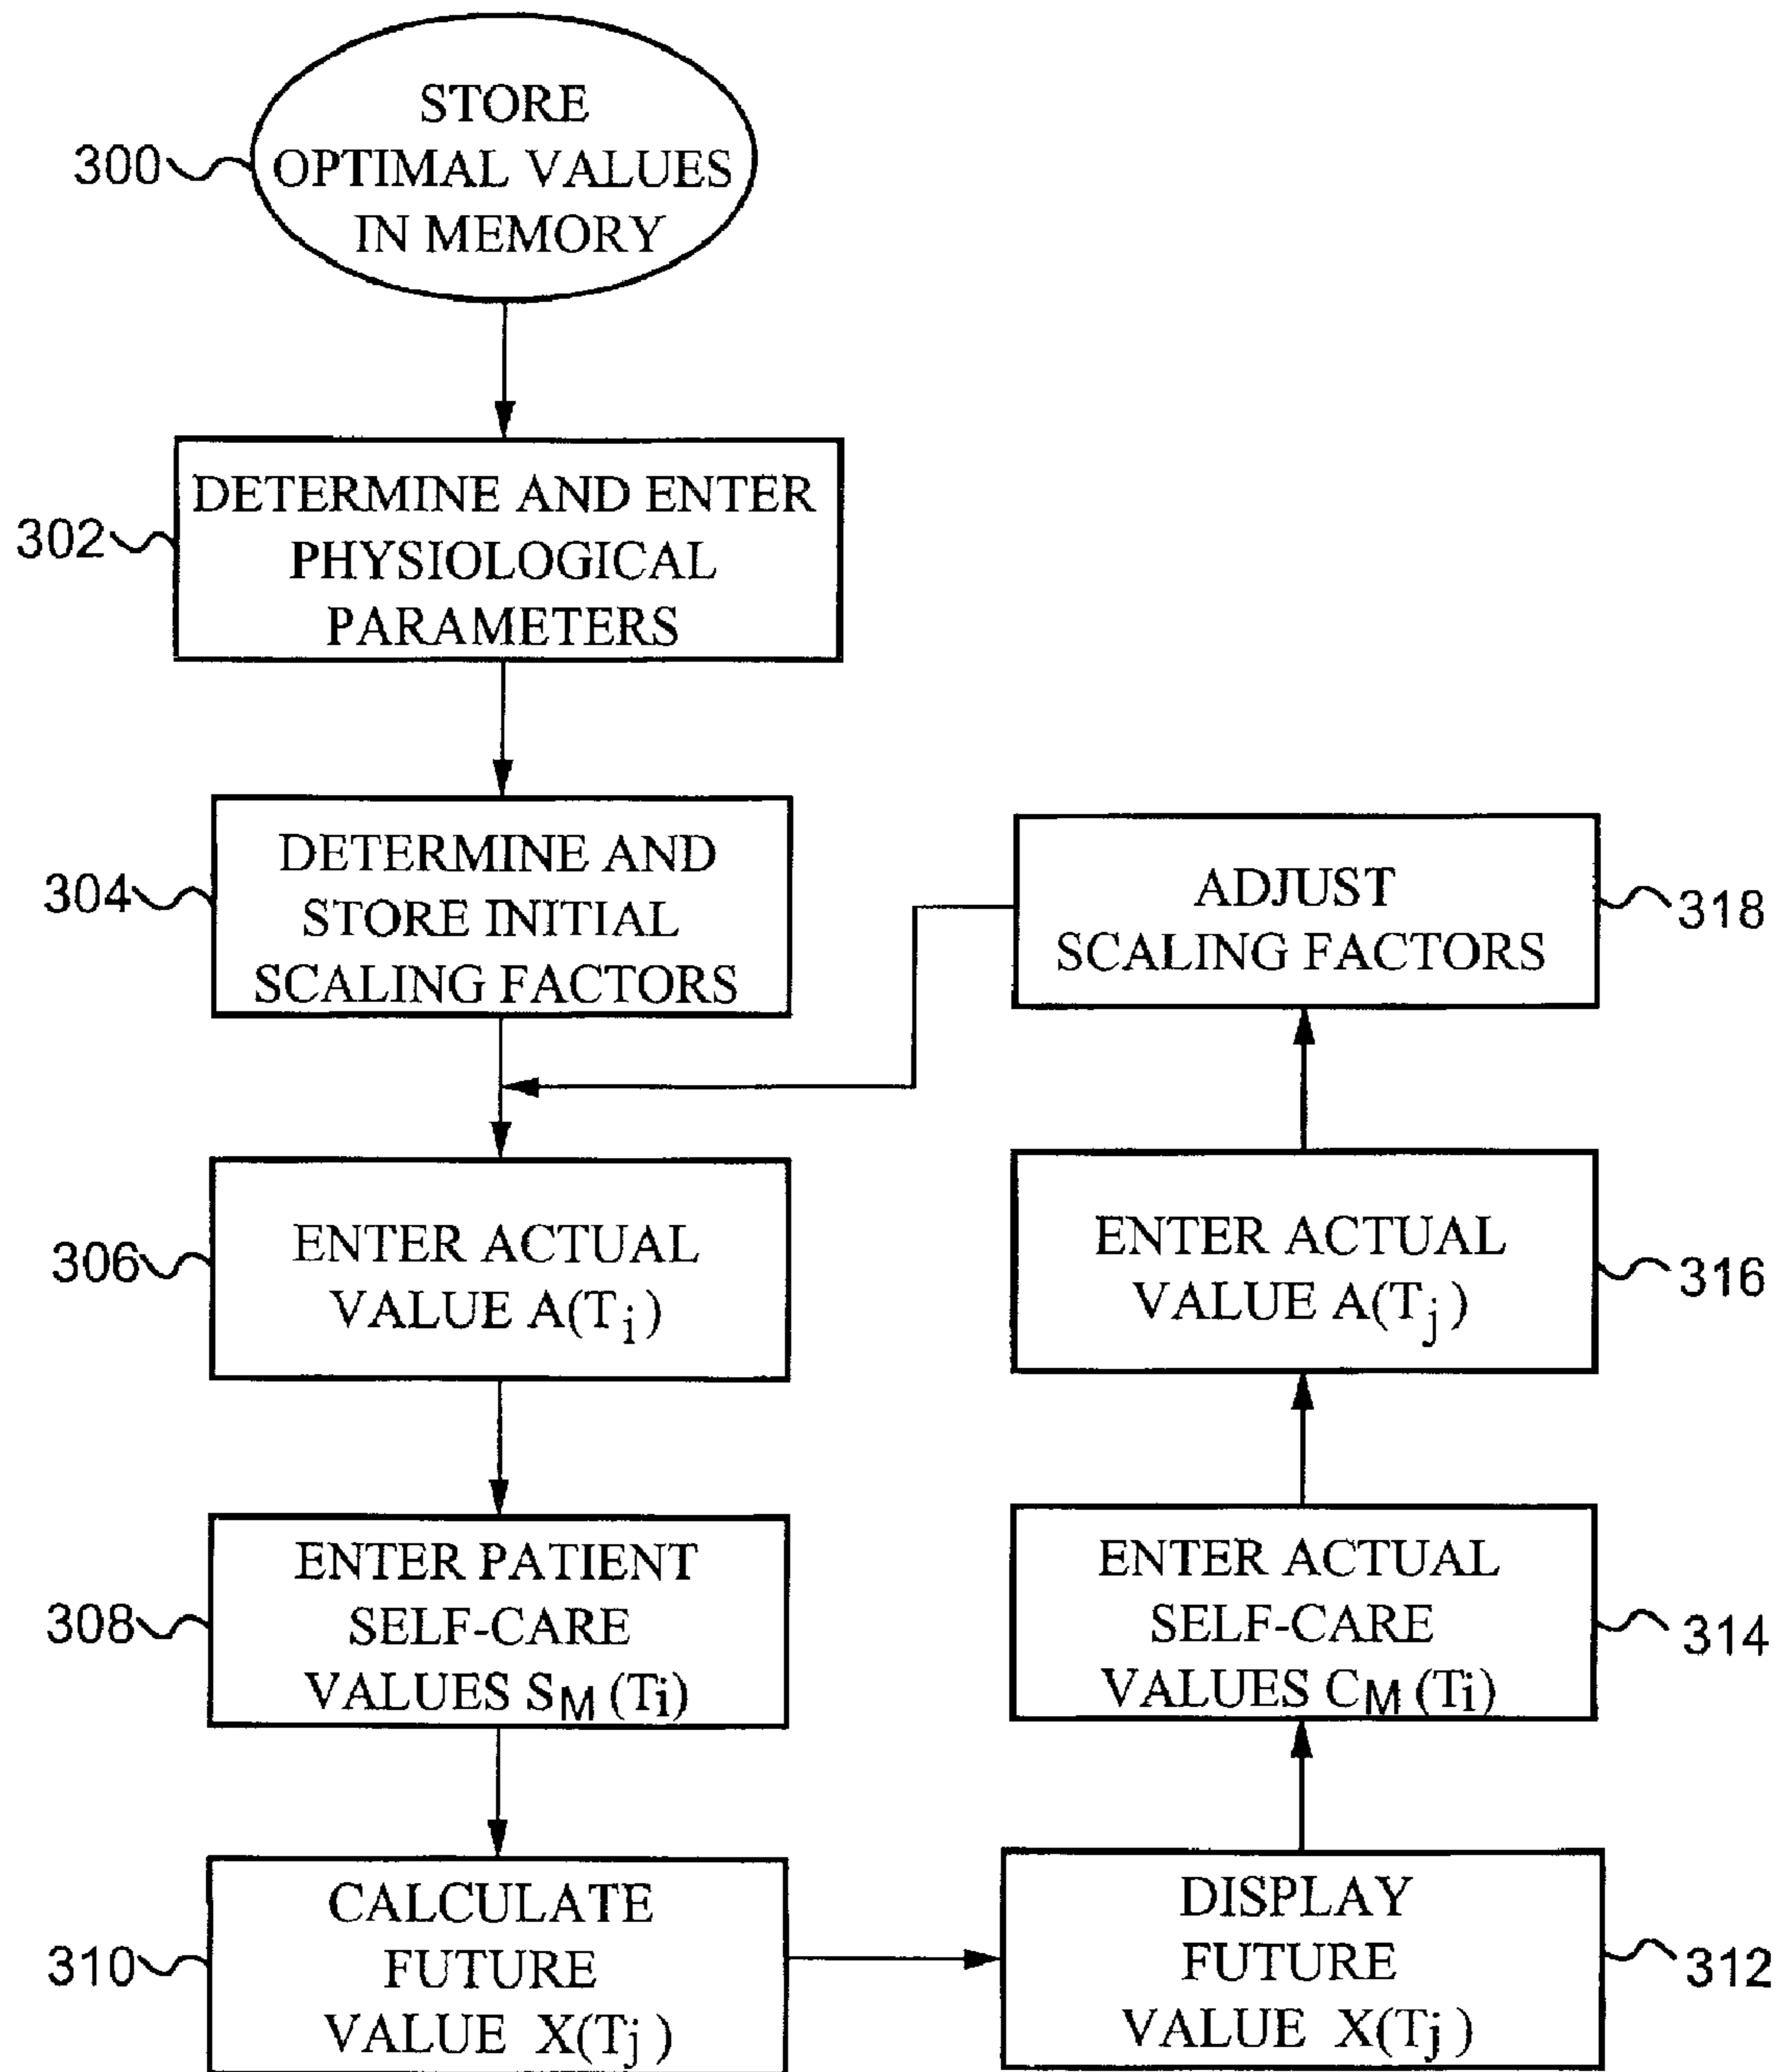 300
STORE
OPTIMAL VALUES
IN MEMORY
302
DETERMINE AND ENTER
PHYSIOLOGICAL
PARAMETERS
304
DETERMINE AND
STORE INITIAL
SCALING FACTORS
306
ENTER ACTUAL
VALUE A(Ti)
308
ENTER PATIENT
SELF-CARE
VALUES SM (Ti)
310
CALCULATE
FUTURE
VALUE X(Tj)
DISPLAY
FUTURE
VALUE X(Tj)
312
ENTER ACTUAL
SELF-CARE
VALUES CM (Ti)
314
ENTER ACTUAL
VALUE A(Tj)
316
ADJUST
SCALING FACTORS
318